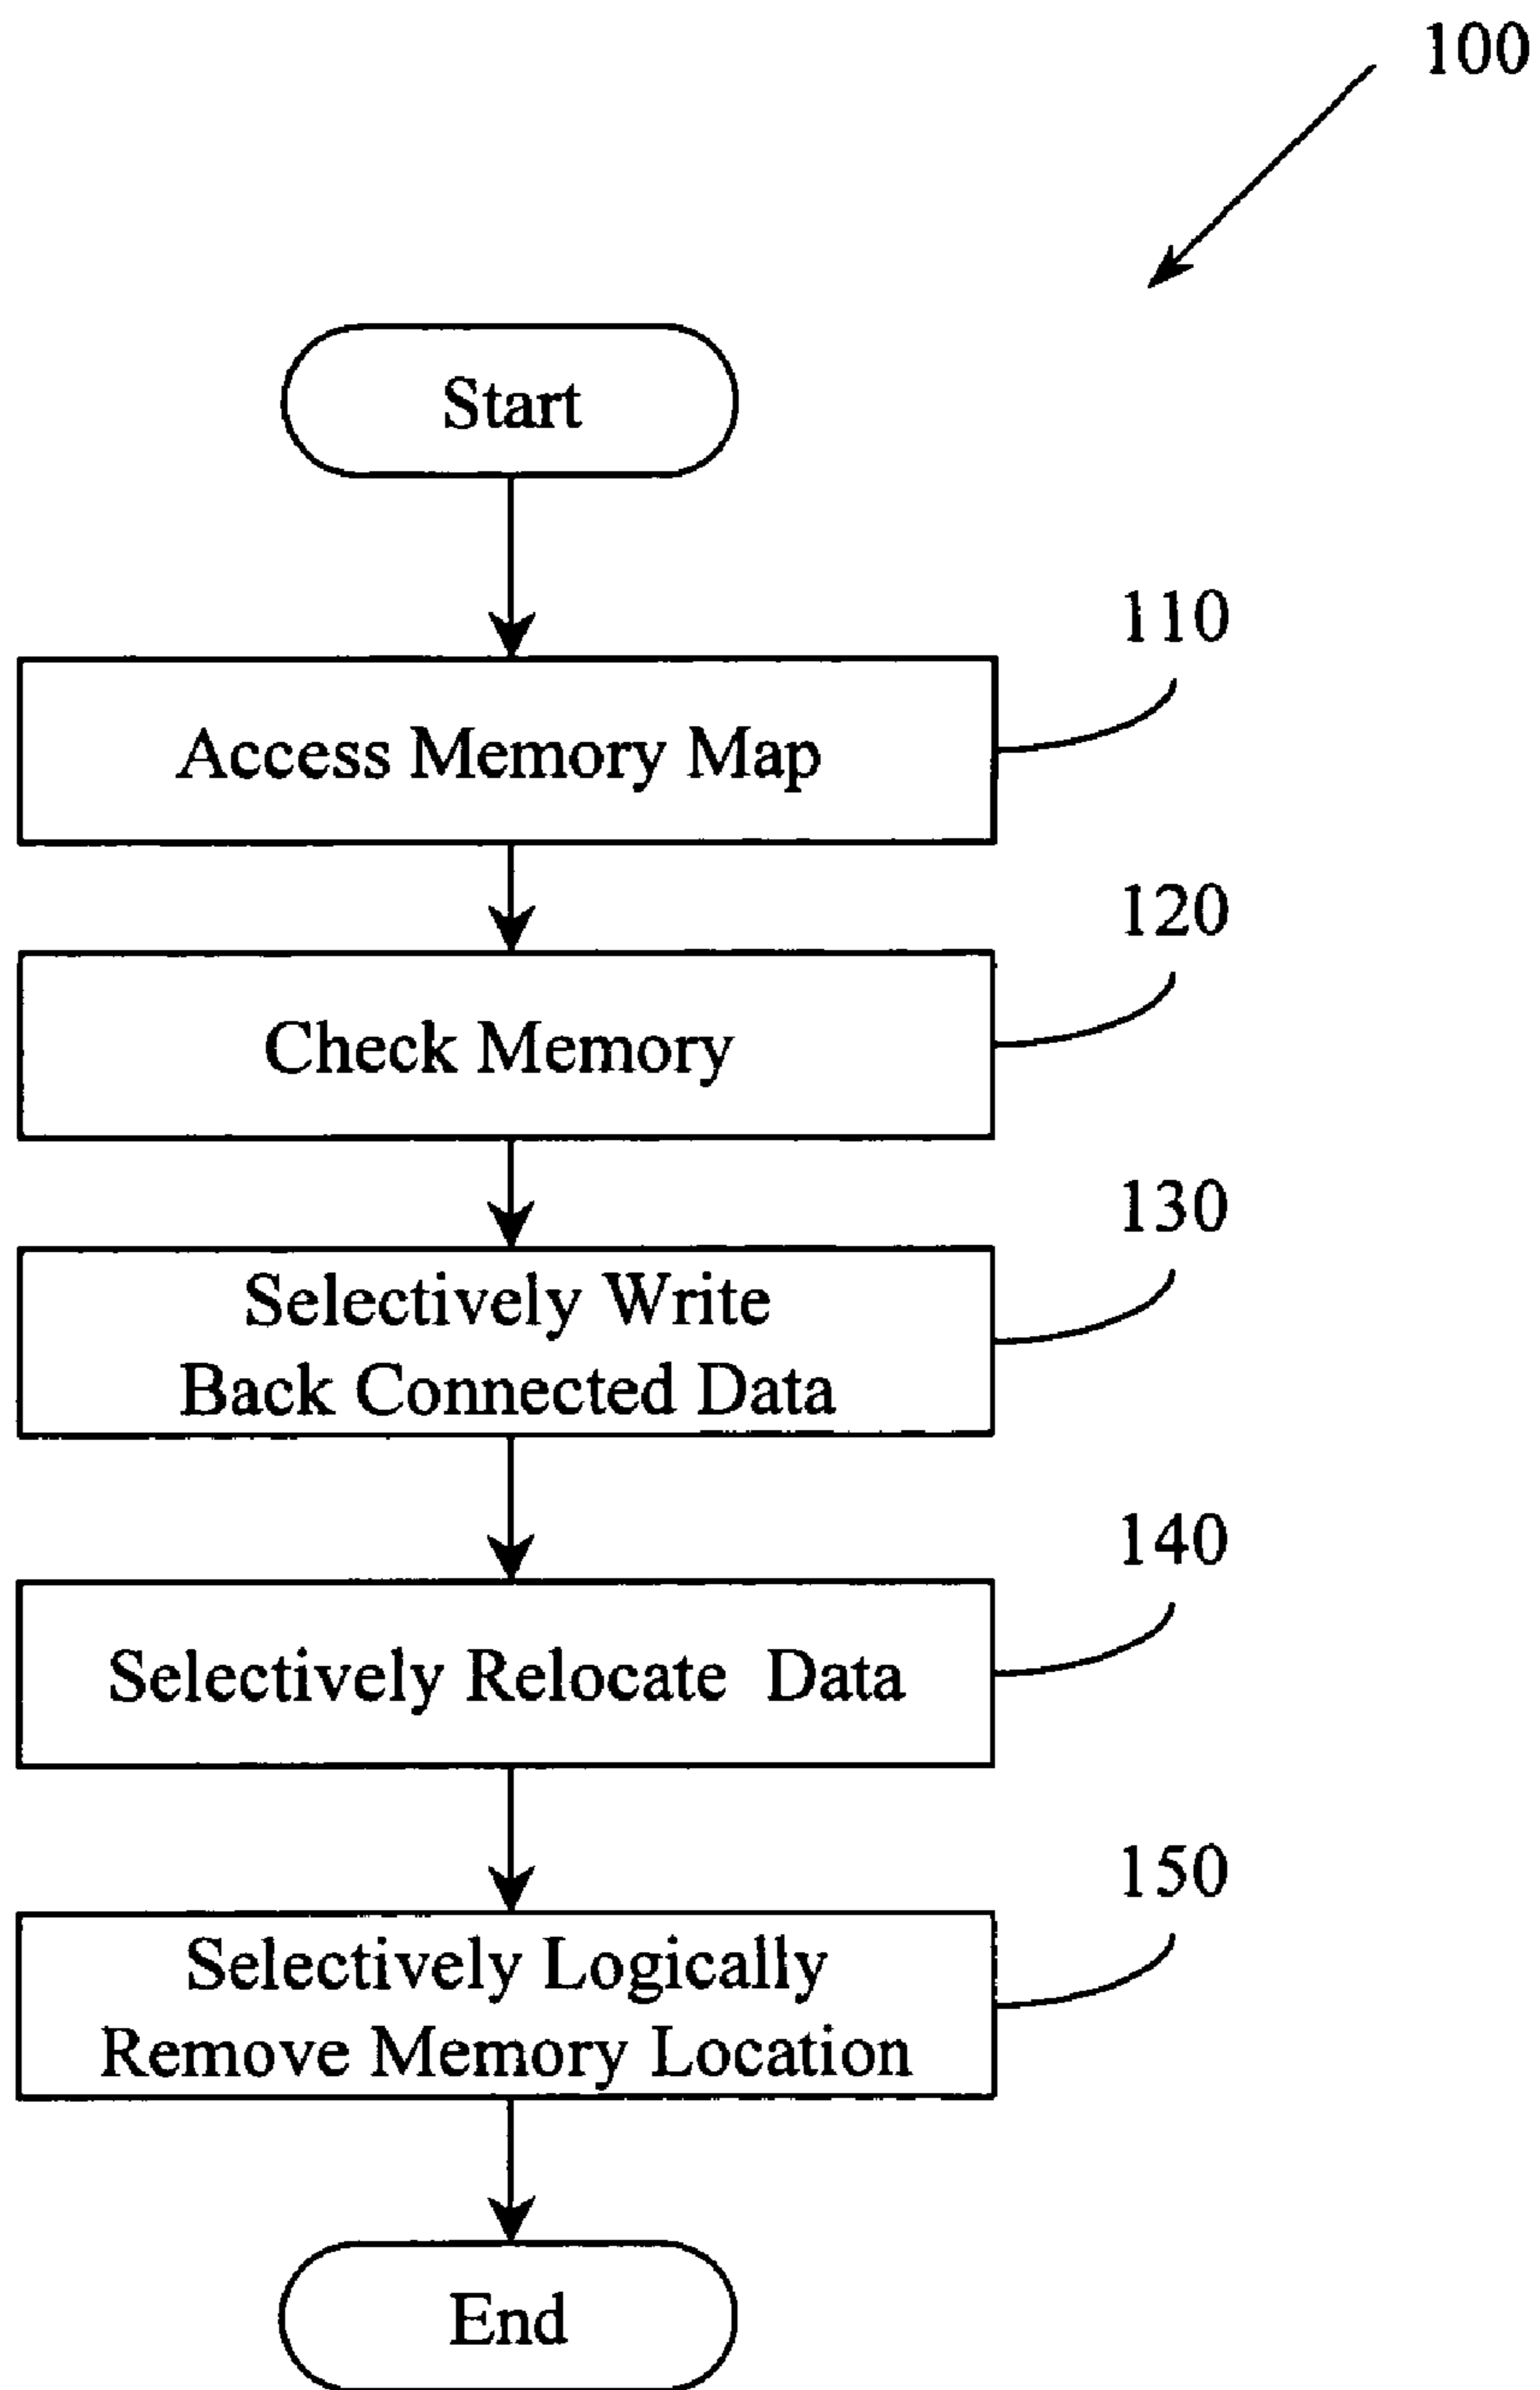 100
Start
110
Access Memory Map
120
Check Memory
130
Selectively Write
Back Connected Data
140
Selectively Relocate Data
150
Selectively Logically
Remove Memory Location
End